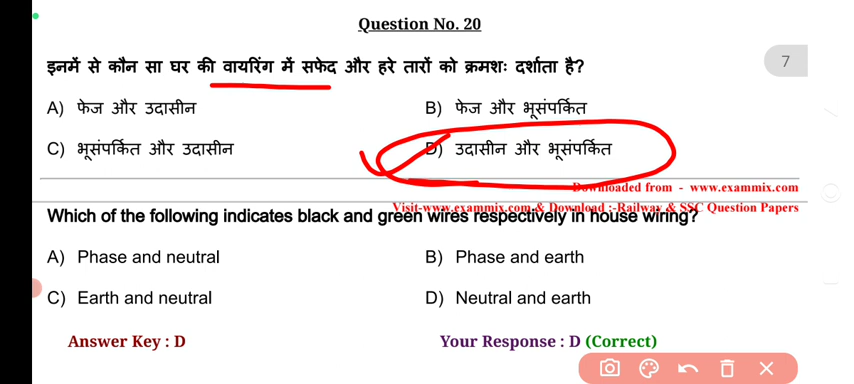 Question No. 20
7
इनमें से कौन सा घर की वायरिंग में सफेद और हरे तारों को क्रमशः दर्शाता है?
A) फेज और उदासीन
B) फेज और भूसंपर्कित
C) भूसंपर्कित और उदासीन
D) उदासीन और भूसंपर्कित
Downloaded from - www.exammix.com
Visit-www.exammix.com & Download :-Railway & SSC Question Papers
Which of the following indicates black and green wires respectively in house wiring?
A) Phase and neutral
B) Phase and earth
C) Earth and neutral
D) Neutral and earth
Answer Key : D
Your Response : D (Correct)